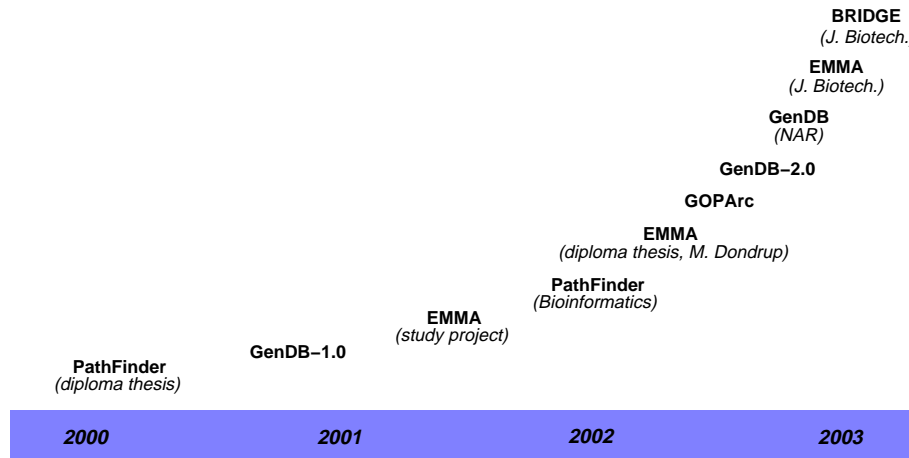 BRIDGE
(J. Biotech.
EMMA
(J. Biotech.)
GenDB
(NAR)
GenDB−2.0
GOPArc
EMMA
(diploma thesis, M. Dondrup)
PathFinder
(Bioinformatics)
EMMA
(study project)
GenDB−1.0
PathFinder
(diploma thesis)
2000 2001 2002 2003